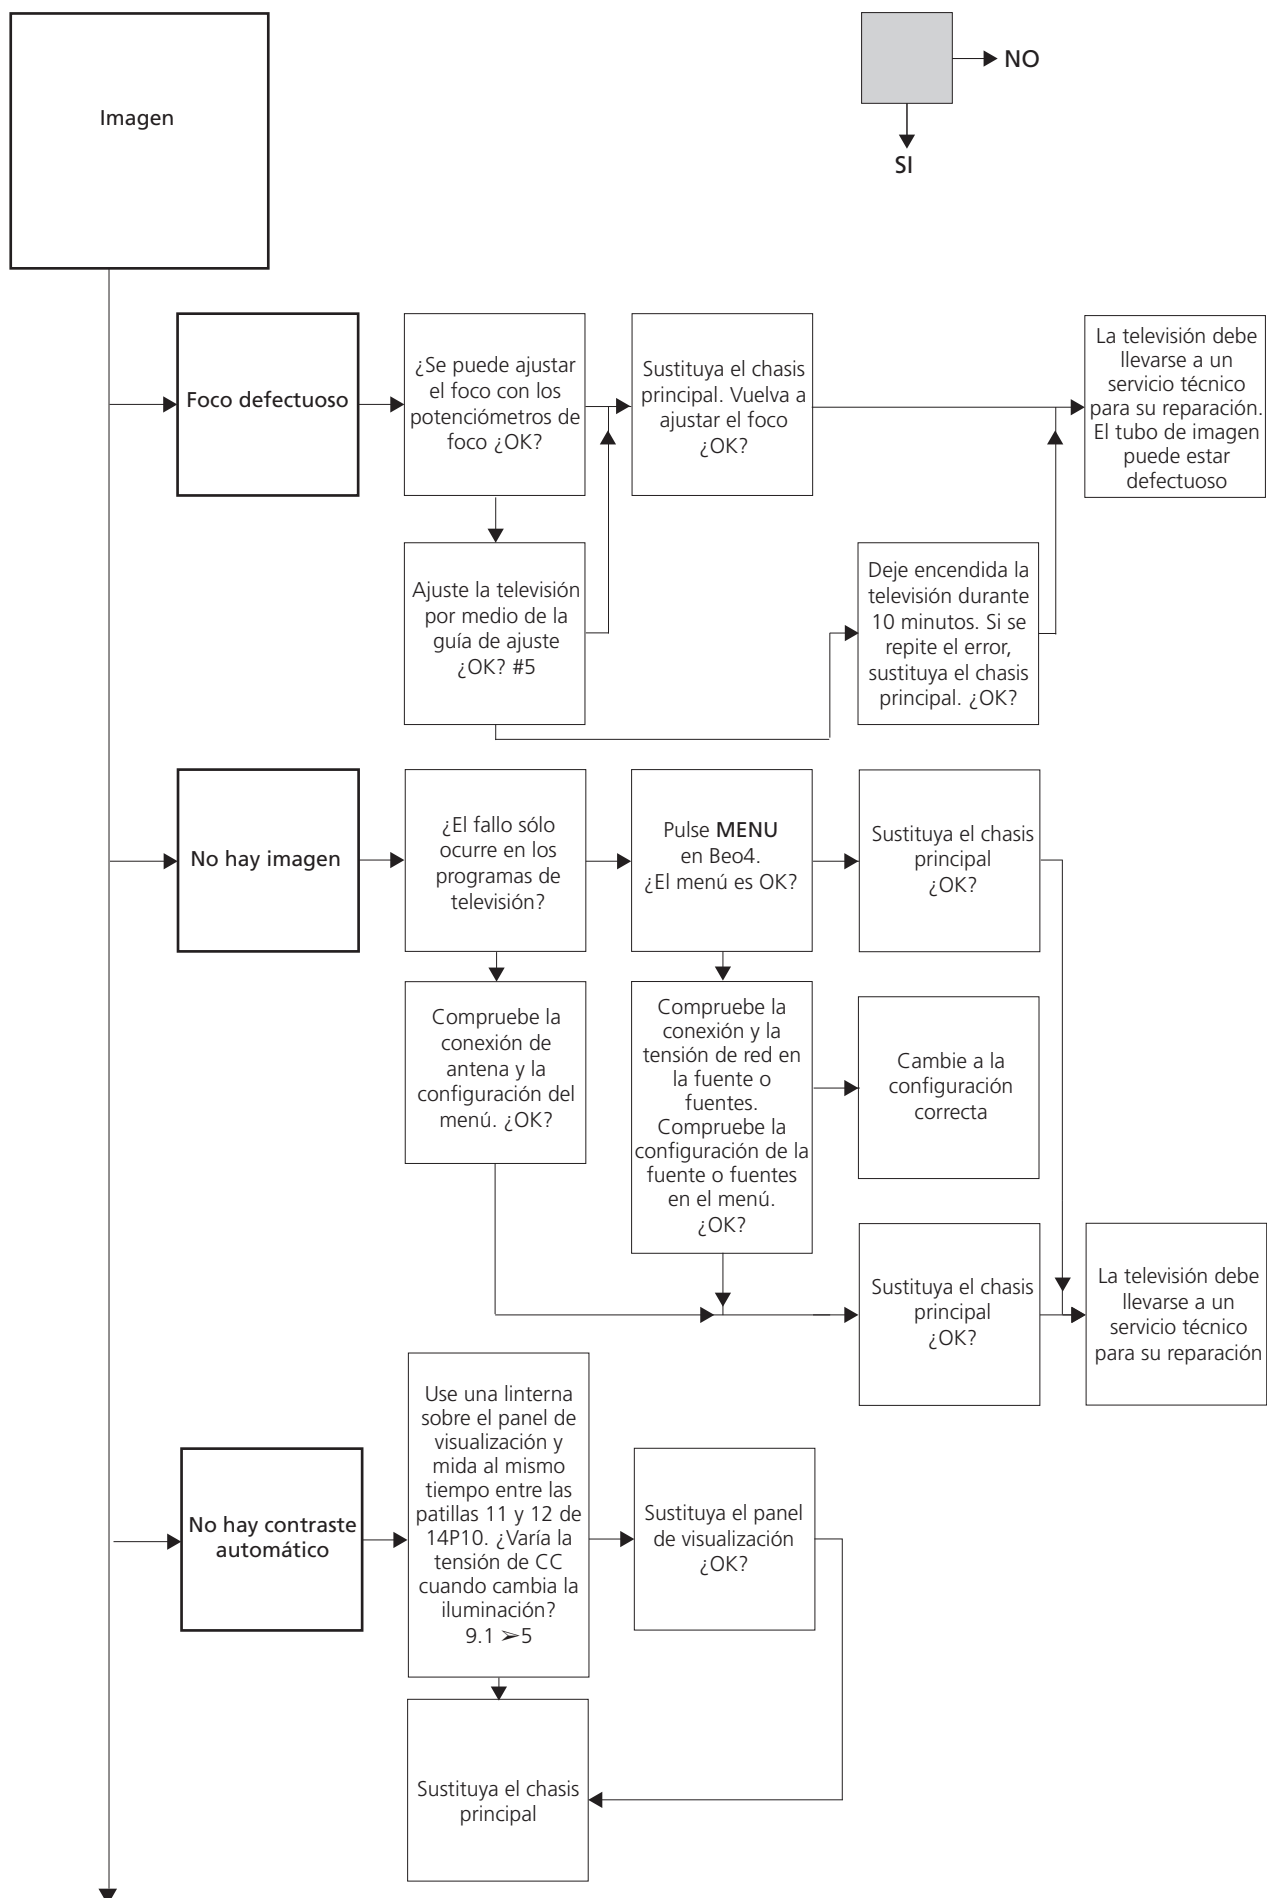 Imagen
NO
SI
Foco defectuoso
¿Se puede ajustar
el foco con los
potenciómetros de
foco ¿OK?
Sustituya el chasis
principal. Vuelva a
ajustar el foco
¿OK?
La televisión debe
llevarse a un
servicio técnico
para su reparación.
El tubo de imagen
puede estar
defectuoso
Ajuste la televisión
por medio de la
guía de ajuste
¿OK? #5
Deje encendida la
televisión durante
10 minutos. Si se
repite el error,
sustituya el chasis
principal. ¿OK?
No hay imagen
¿El fallo sólo
ocurre en los
programas de
televisión?
Pulse MENU
en Beo4.
¿El menú es OK?
Sustituya el chasis
principal
¿OK?
Compruebe la
conexión de
antena y la
configuración del
menú. ¿OK?
Compruebe la
conexión y la
tensión de red en
la fuente o
fuentes.
Compruebe la
configuración de la
fuente o fuentes
en el menú.
¿OK?
Cambie a la
configuración
correcta
Sustituya el chasis
principal
¿OK?
La televisión debe
llevarse a un
servicio técnico
para su reparación
No hay contraste
automático
Use una linterna
sobre el panel de
visualización y
mida al mismo
tiempo entre las
patillas 11 y 12 de
14P10. ¿Varía la
tensión de CC
cuando cambia la
iluminación?
9.1 ➢5
Sustituya el panel
de visualización
¿OK?
Sustituya el chasis
principal